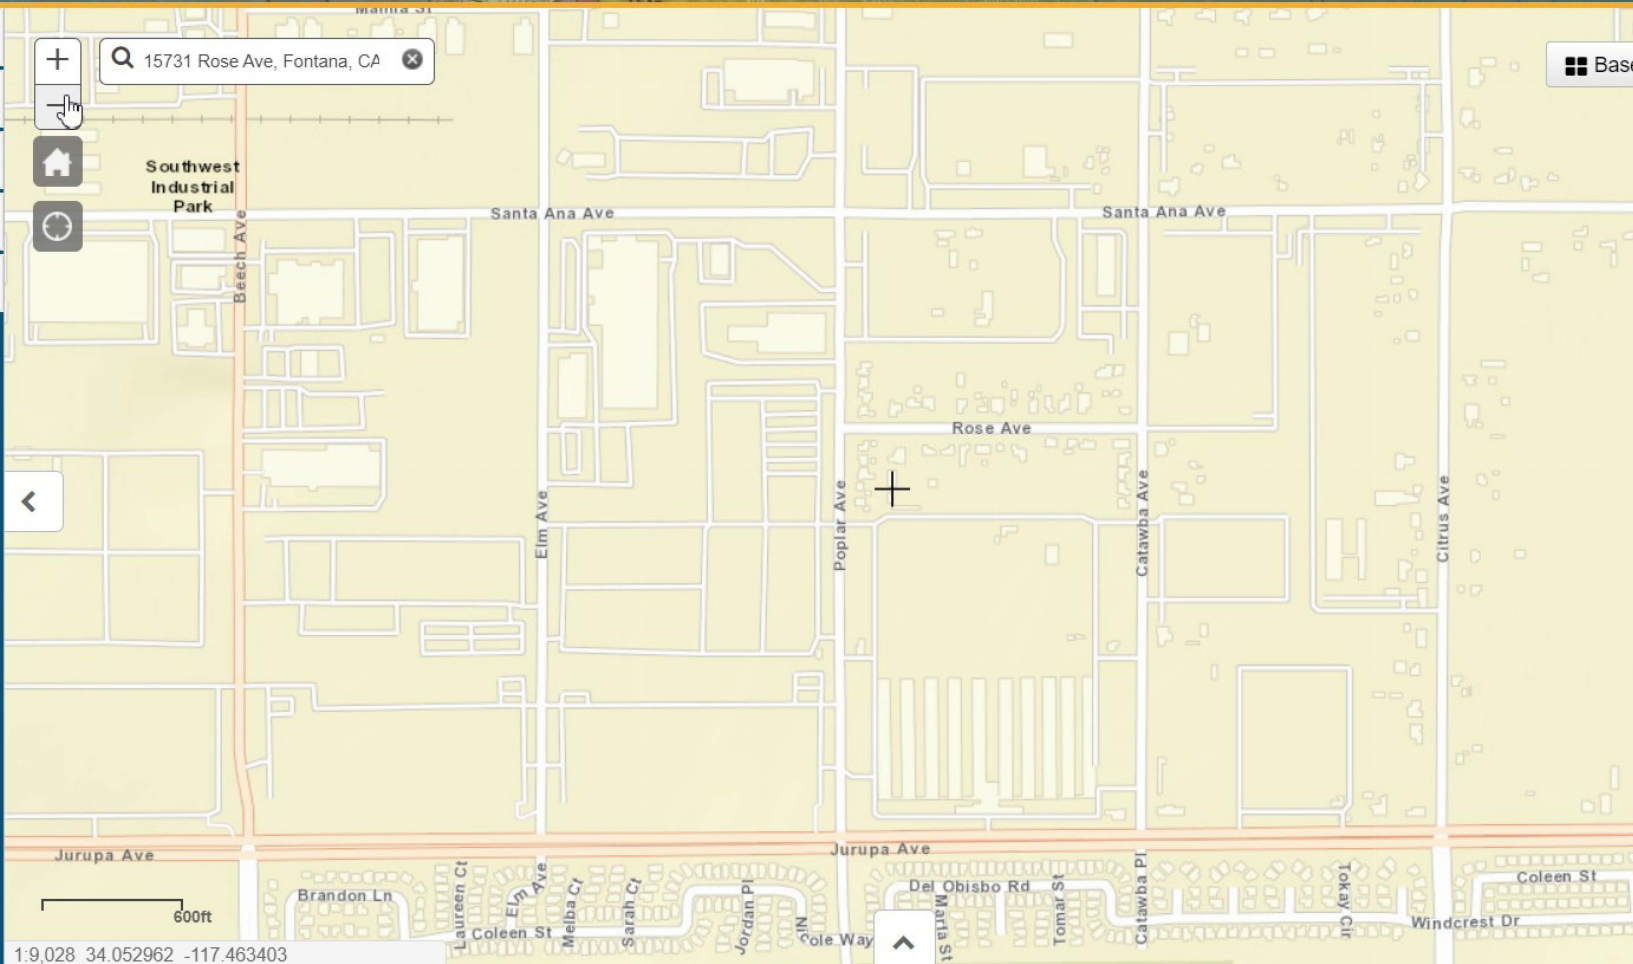 Manila St
15731 Rose Ave, Fontana, CA
Base
Southwest
Industrial
Park
Santa Ana Ave
Santa Ana Ave
Beech Ave
Rose Ave
Elm Ave
Poplar Ave
Catawba Ave
Citrus Ave
Jurupa Ave
Jurupa Ave
Brandon Ln
Laureen Ct
Elm Ave
Melba Ct
Sarah Ct
Jordan Pl
Coleen St
Nicole Way
Del Obisbo Rd
Marta St
Tomar St
Catawba Pl
Tokay Cir
Coleen St
Windcrest Dr
600ft
1:9,028 34.052962 -117.463403